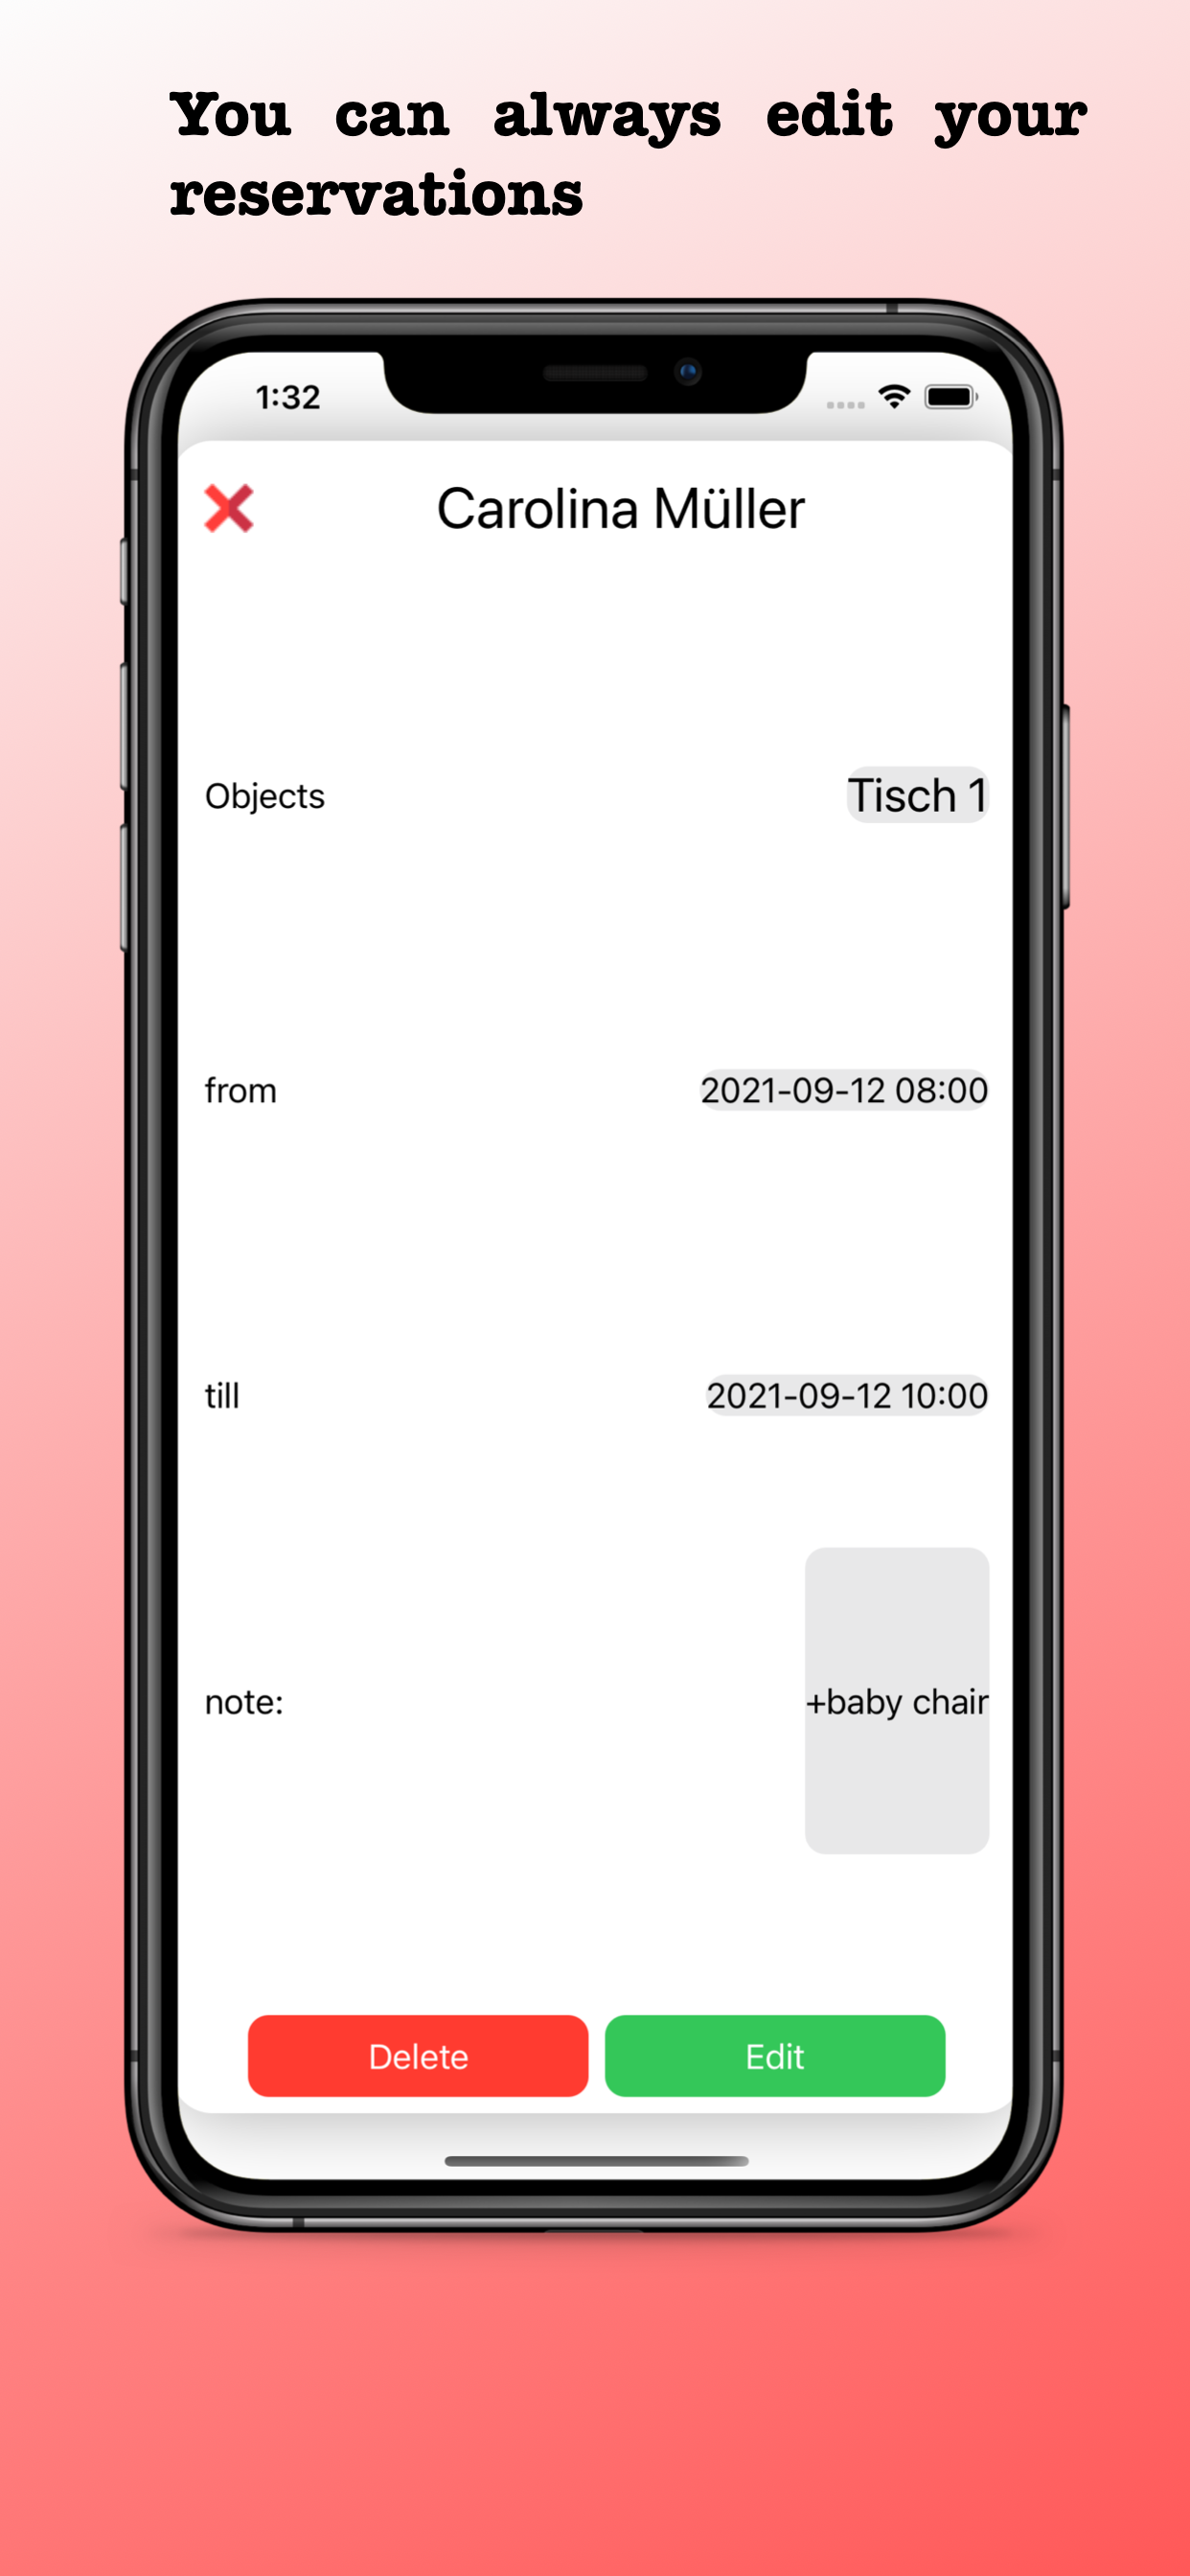 You can always edit your
reservations
1:32
Carolina Müller
Objects Tisch 1
from 2021-09-12 08:00
till 2021-09-12 10:00
note: +baby chair
Delete Edit